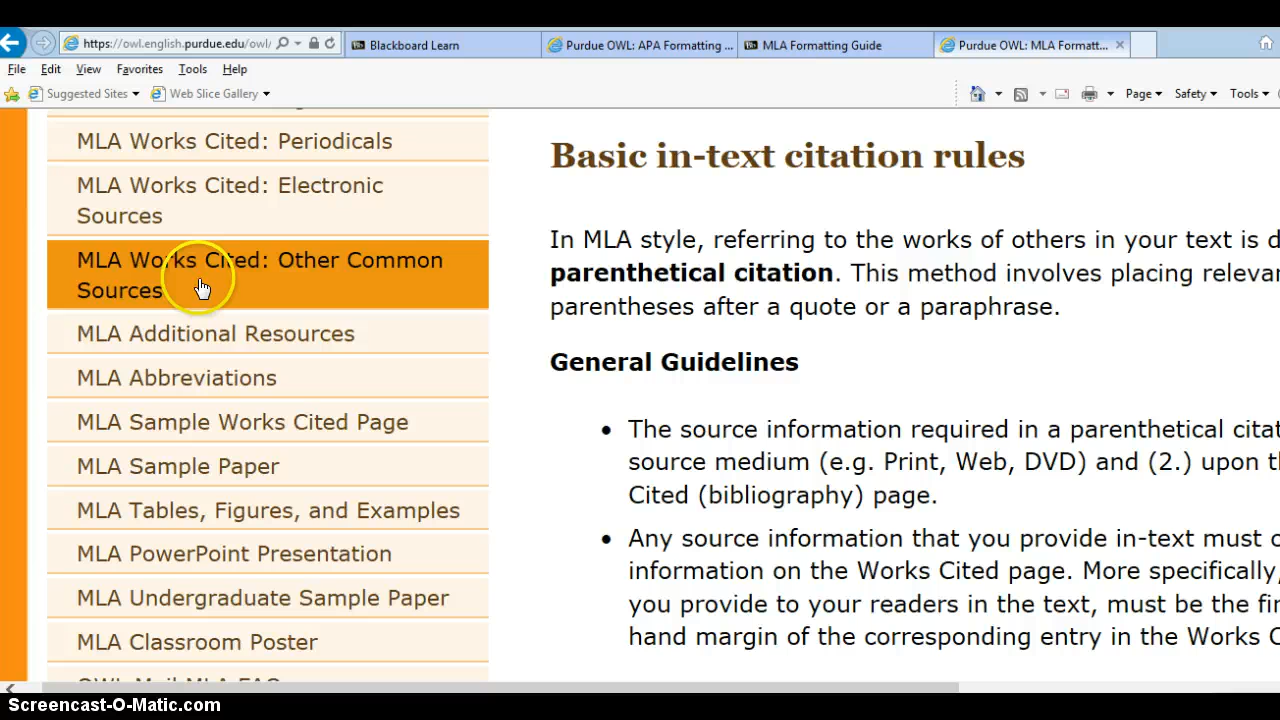 https://owl.english.purdue.edu/owl/
Blackboard Learn
Purdue OWL: APA Formatting ...
MLA Formatting Guide
Purdue OWL: MLA Formatt...
File Edit View Favorites Tools Help
Suggested Sites
Web Slice Gallery
Page
Safety
Tools
MLA Works Cited: Periodicals
MLA Works Cited: Electronic
Sources
MLA Works Cited: Other Common
Sources
MLA Additional Resources
MLA Abbreviations
MLA Sample Works Cited Page
MLA Sample Paper
MLA Tables, Figures, and Examples
MLA PowerPoint Presentation
MLA Undergraduate Sample Paper
MLA Classroom Poster
Basic in-text citation rules
In MLA style, referring to the works of others in your text is
parenthetical citation. This method involves placing
parentheses after a quote or a paraphrase.
General Guidelines
• The source information required in a parenthetical
source medium (e.g. Print, Web, DVD) and (2.) upon
Cited (bibliography) page.
• Any source information that you provide in-text must
information on the Works Cited page. More specifically,
you provide to your readers in the text, must be the
hand margin of the corresponding entry in the Works
Screencast-O-Matic.com